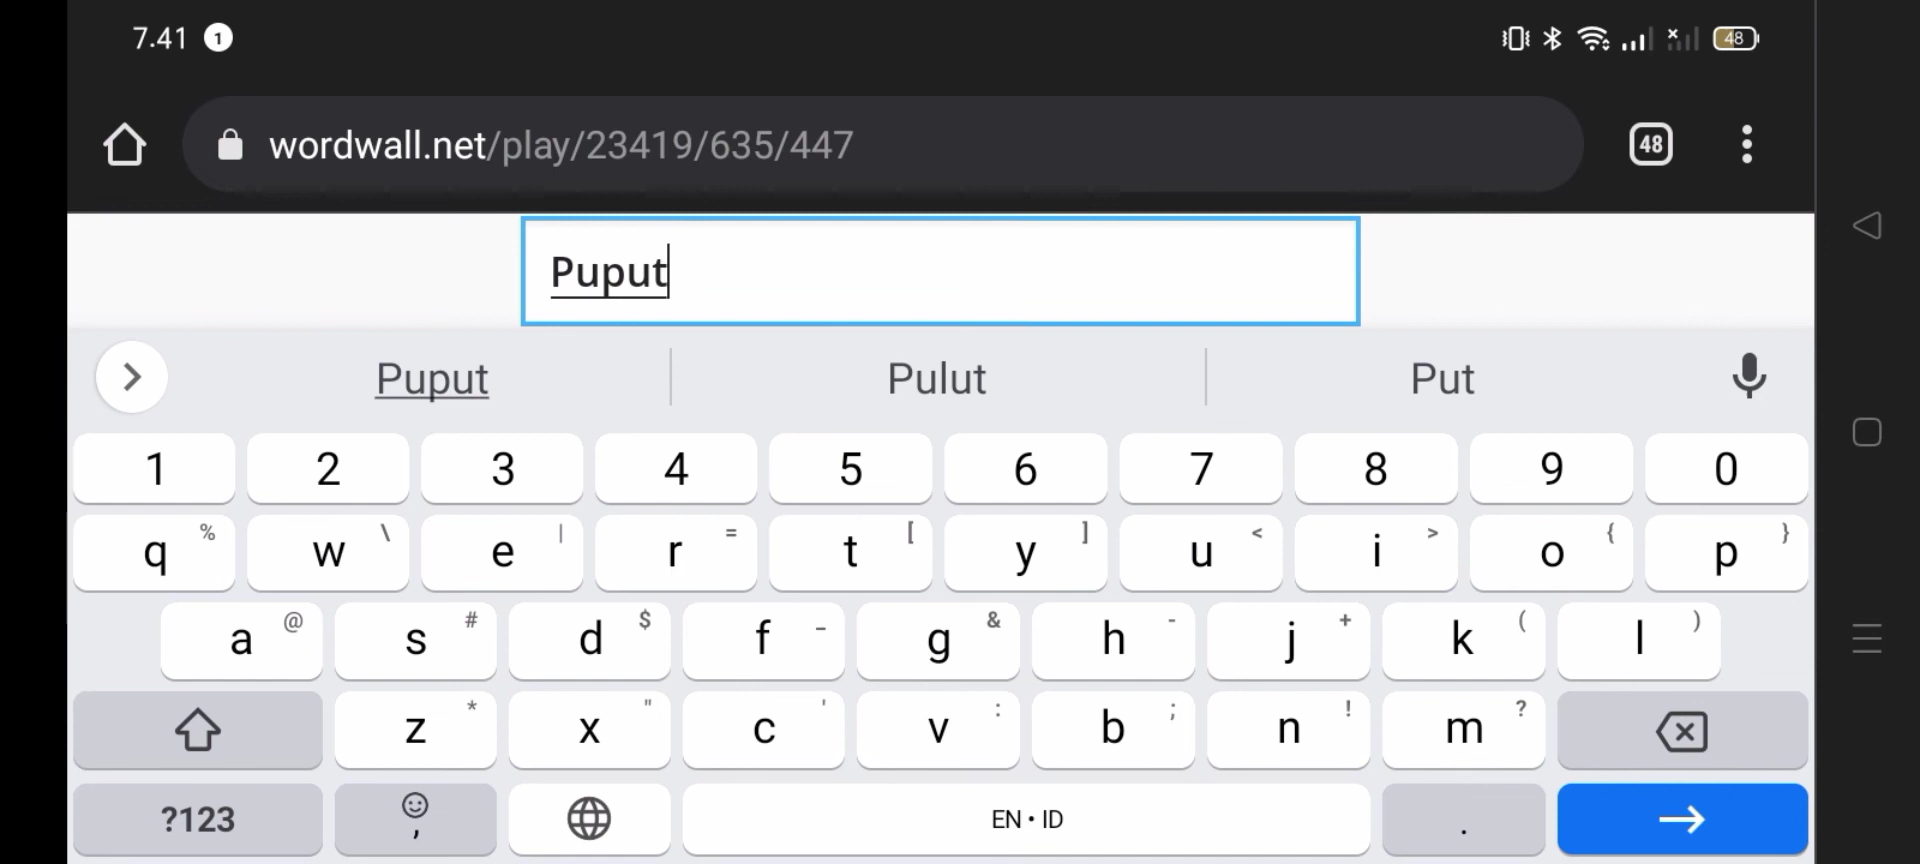 7.41 1 48
wordwall.net/play/23419/635/447 48
Puput
Puput Pulut Put
1 2 3 4 5 6 7 8 9 0
q % w \ e | r = t [ y ] u < i > o { p }
a @ s # d $ f _ g & h - j + k ( l )
z * x " c ' v : b ; n ! m ?
?123 , EN • ID .